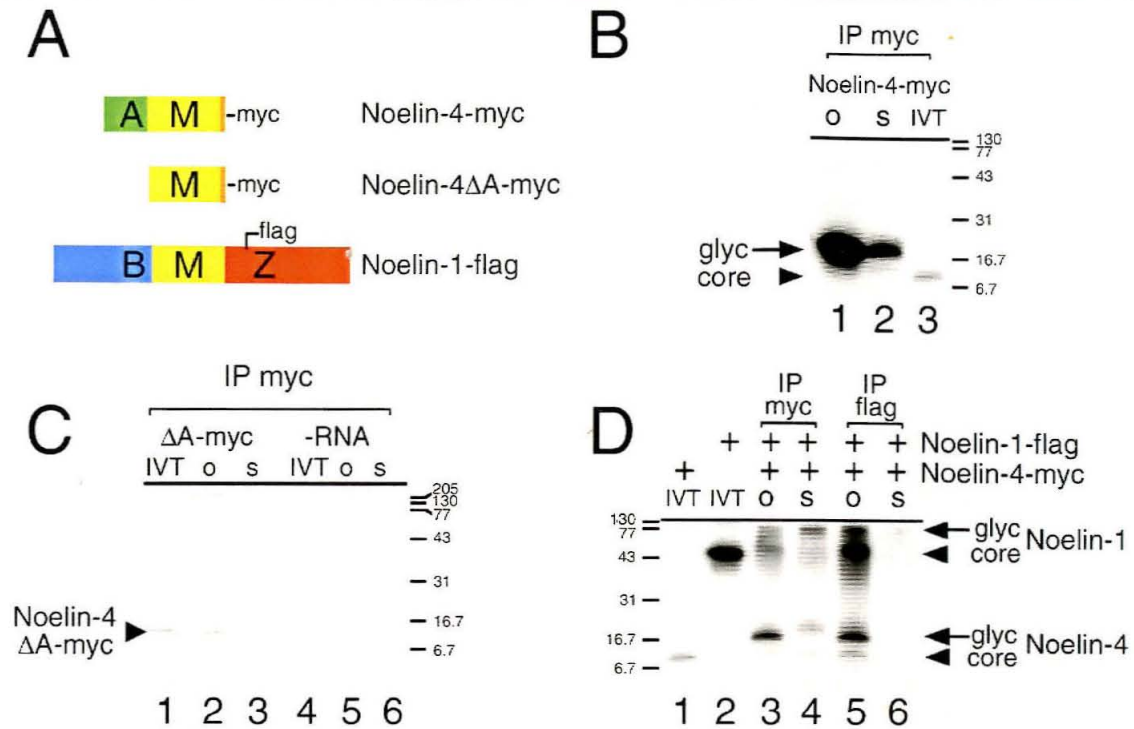 A
A M -myc Noelin-4-myc
M -myc Noelin-4ΔA-myc
flag
B M Z Noelin-1-flag
B
IP myc
Noelin-4-myc
o s IVT
130
77
43
31
glyc
16.7
core
6.7
1 2 3
C
IP myc
ΔA-myc -RNA
IVT o s IVT o s
205
130
77
43
31
16.7
Noelin-4
ΔA-myc
6.7
1 2 3 4 5 6
D
IP IP
myc flag
+ + + + + Noelin-1-flag
+ + + + + Noelin-4-myc
IVT IVT o s o s
130
77 glyc Noelin-1
43 core
31
16.7 glyc Noelin-4
6.7 core
1 2 3 4 5 6